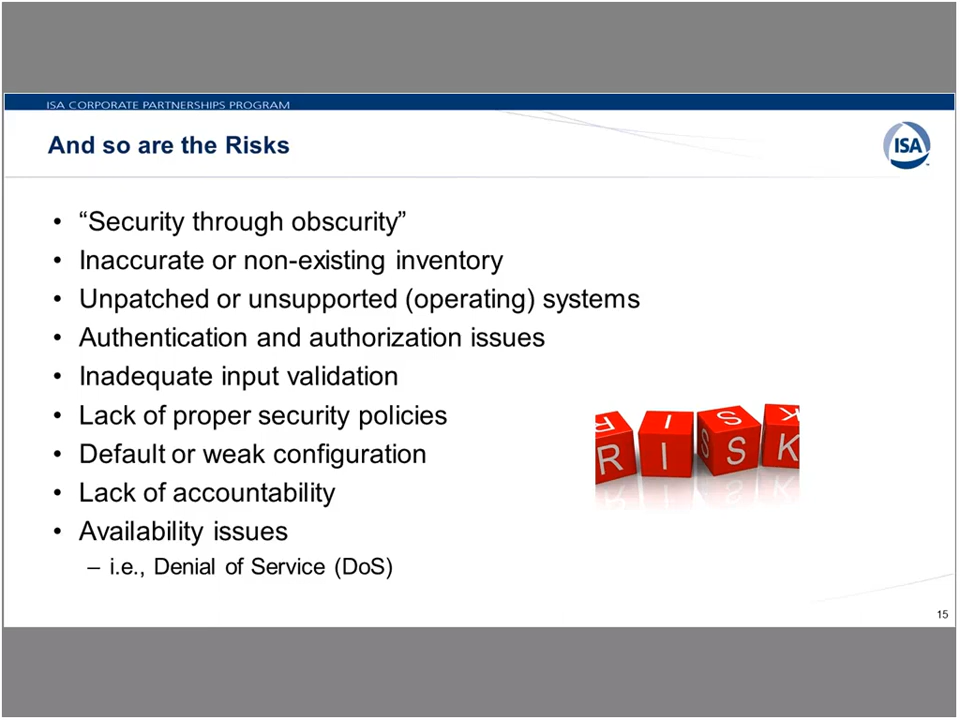 ISA CORPORATE PARTNERSHIPS PROGRAM
And so are the Risks
ISA
• “Security through obscurity”
• Inaccurate or non-existing inventory
• Unpatched or unsupported (operating) systems
• Authentication and authorization issues
• Inadequate input validation
• Lack of proper security policies
• Default or weak configuration
• Lack of accountability
• Availability issues
– i.e., Denial of Service (DoS)
R I S K
R I S S K
15